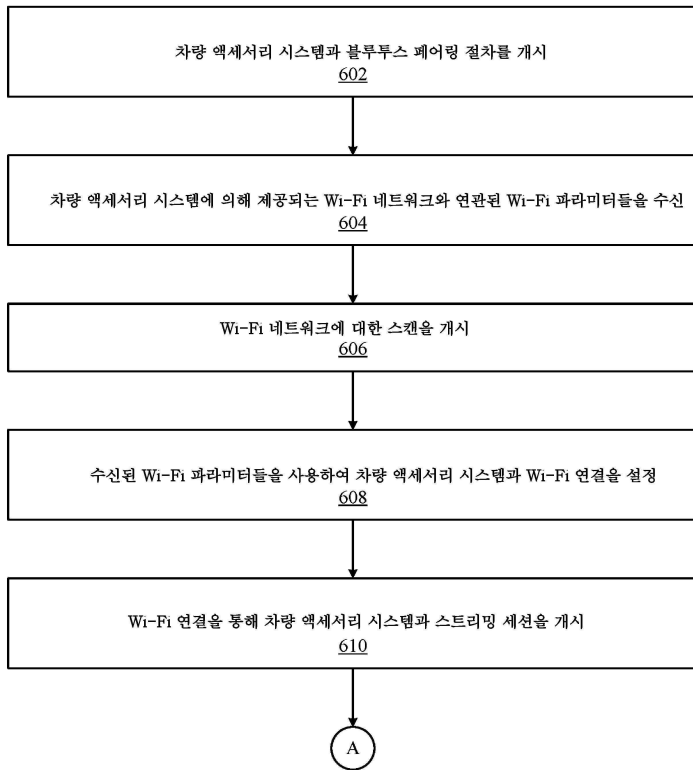 차량 액세서리 시스템과 블루투스 페어링 절차를 개시
602
차량 액세서리 시스템에 의해 제공되는 Wi-Fi 네트워크와 연관된 Wi-Fi 파라미터들을 수신
604
Wi-Fi 네트워크에 대한 스캔을 개시
606
수신된 Wi-Fi 파라미터들을 사용하여 차량 액세서리 시스템과 Wi-Fi 연결을 설정
608
Wi-Fi 연결을 통해 차량 액세서리 시스템과 스트리밍 세션을 개시
610
A